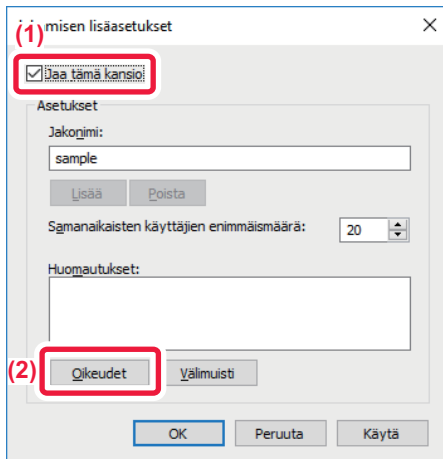 (1)
misen lisäasetukset
Jaa tämä kansio
Asetukset
Jakonimi:
sample
Lisää Poista
Samanaikaisten käyttäjien enimmäismäärä: 20
Huomautukset:
(2) Oikeudet Välimuisti
OK Peruuta Käytä